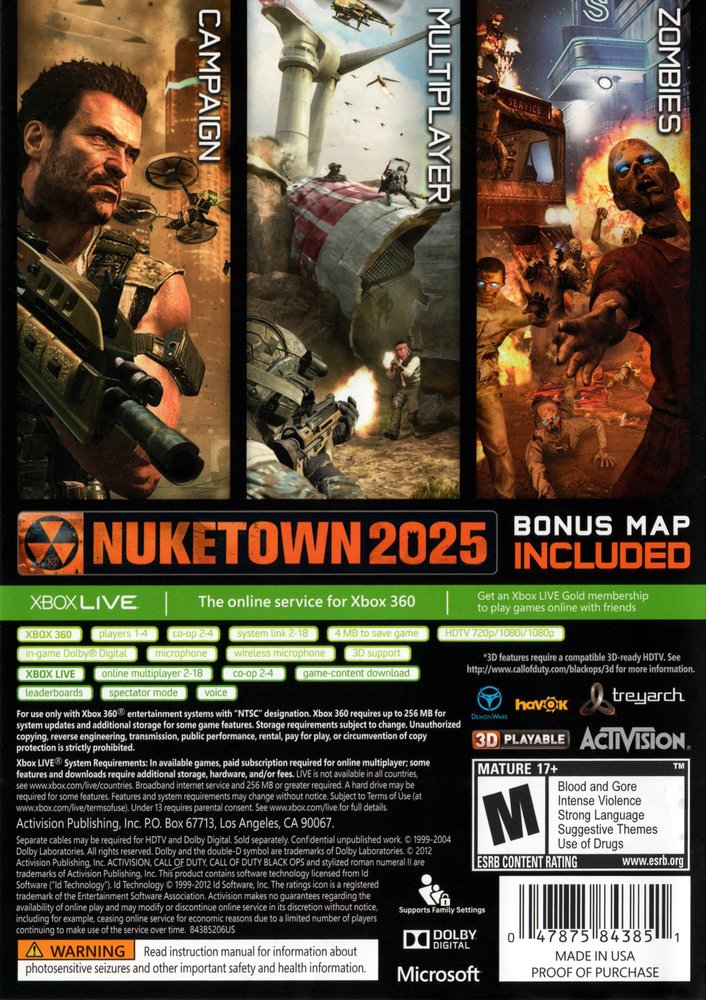 CAMPAIGN
MULTIPLAYER
ZOMBIES
S
SERVICE
NUKETOWN 2025
BONUS MAP
INCLUDED
XBOX LIVE
The online service for Xbox 360
Get an Xbox LIVE Gold membership
to play games online with friends
XBOX 360 players 1-4 co-op 2-4 system link 2-18 4 MB to save game HDTV 720p/1080i/1080p
in-game Dolby® Digital microphone wireless microphone 3D support
XBOX LIVE online multiplayer 2-18 co-op 2-4 game-content download
leaderboards spectator mode voice
*3D features require a compatible 3D-ready HDTV. See
http://www.callofduty.com/blackops/3d for more information.
DEMONWARE havok treyarch
3D PLAYABLE ACTIVISION®
For use only with Xbox 360® entertainment systems with "NTSC" designation. Xbox 360 requires up to 256 MB for
system updates and additional storage for some game features. Storage requirements subject to change. Unauthorized
copying, reverse engineering, transmission, public performance, rental, pay for play, or circumvention of copy
protection is strictly prohibited.
Xbox LIVE® System Requirements: In available games, paid subscription required for online multiplayer; some
features and downloads require additional storage, hardware, and/or fees. LIVE is not available in all countries,
see www.xbox.com/live/countries. Broadband internet service and 256 MB or greater required. A hard drive may be
required for some features. Features and system requirements may change without notice. Subject to Terms of Use (at
www.xbox.com/live/termsofuse). Under 13 requires parental consent. See www.xbox.com/live for full details.
Activision Publishing, Inc. P.O. Box 67713, Los Angeles, CA 90067.
Separate cables may be required for HDTV and Dolby Digital. Sold separately. Confidential unpublished work. © 1999-2004
Dolby Laboratories. All rights reserved. Dolby and the double-D symbol are trademarks of Dolby Laboratories. © 2012
Activision Publishing, Inc. ACTIVISION, CALL OF DUTY, CALL OF DUTY BLACK OPS and stylized roman numeral II are
trademarks of Activision Publishing, Inc. This product contains software technology licensed from Id
Software ("Id Technology"). Id Technology © 1999-2012 Id Software, Inc. The ratings icon is a registered
trademark of the Entertainment Software Association. Activision makes no guarantees regarding the
availability of online play and may modify or discontinue online service in its discretion without notice,
including for example, ceasing online service for economic reasons due to a limited number of players
continuing to make use of the service over time. 84385206US
MATURE 17+ ™
M
Blood and Gore
Intense Violence
Strong Language
Suggestive Themes
Use of Drugs
ESRB CONTENT RATING www.esrb.org
Supports Family Settings
DOLBY
DIGITAL
Microsoft
WARNING Read instruction manual for information about
photosensitive seizures and other important safety and health information.
0 47875 84385 1
MADE IN USA
PROOF OF PURCHASE